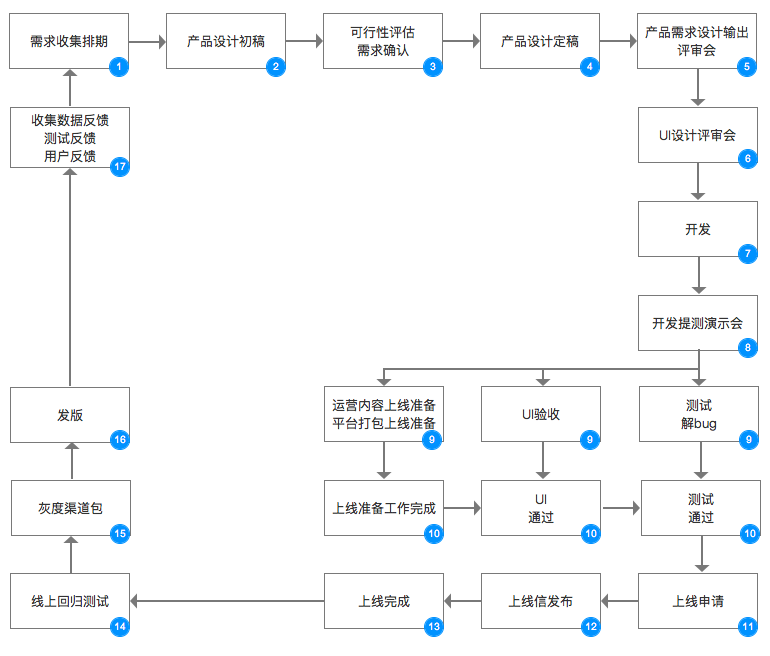 需求收集排期
1
产品设计初稿
2
可行性评估
需求确认
3
产品设计定稿
4
产品需求设计输出
评审会
5
UI设计评审会
6
开发
7
开发提测演示会
8
运营内容上线准备
平台打包上线准备
9
UI验收
9
测试
解bug
9
上线准备工作完成
10
UI
通过
10
测试
通过
10
上线申请
11
上线信发布
12
上线完成
13
线上回归测试
14
灰度渠道包
15
发版
16
收集数据反馈
测试反馈
用户反馈
17